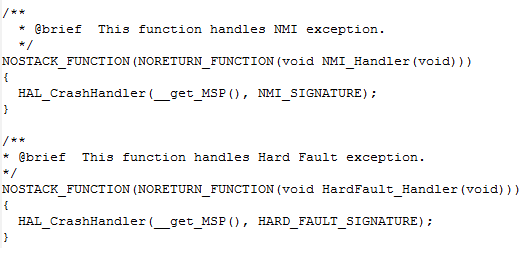 /**
  * @brief  This function handles NMI exception.
  */
NOSTACK_FUNCTION(NORETURN_FUNCTION(void NMI_Handler(void)))
{
  HAL_CrashHandler(__get_MSP(), NMI_SIGNATURE);
}

/**
* @brief  This function handles Hard Fault exception.
*/
NOSTACK_FUNCTION(NORETURN_FUNCTION(void HardFault_Handler(void)))
{
  HAL_CrashHandler(__get_MSP(), HARD_FAULT_SIGNATURE);
}